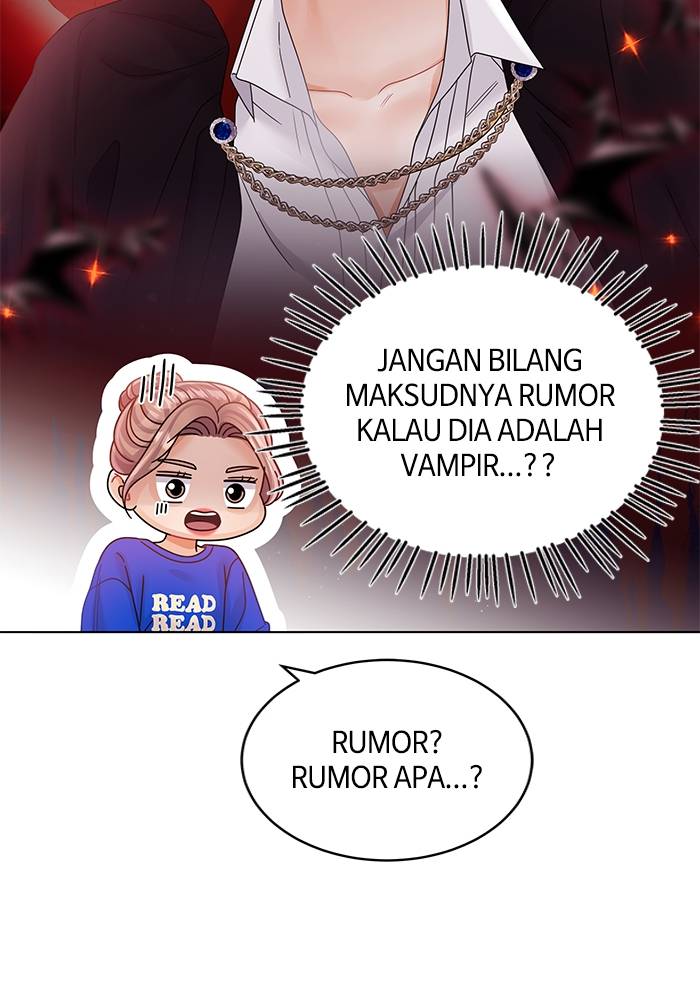 JANGAN BILANG
MAKSUDNYA RUMOR
KALAU DIA ADALAH
VAMPIR...??
READ
READ
RUMOR?
RUMOR APA...?